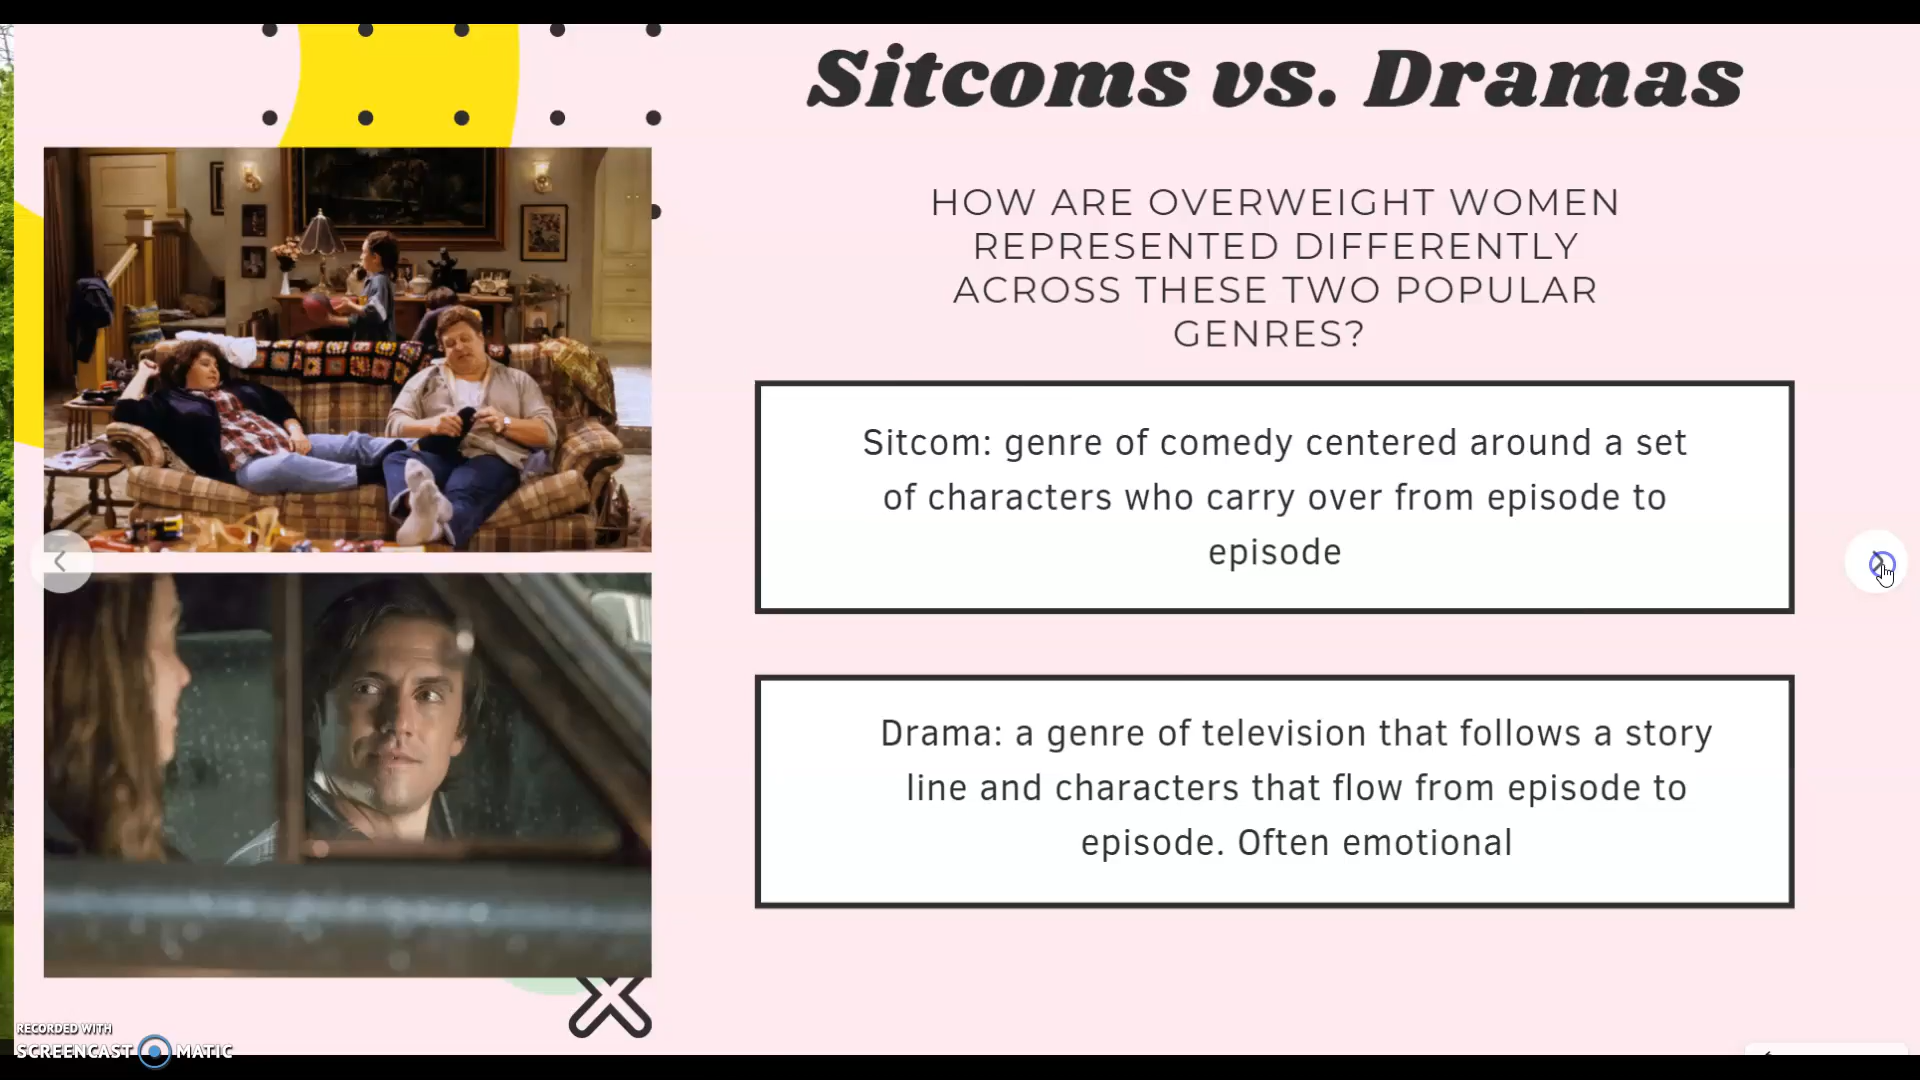 Sitcoms vs. Dramas
HOW ARE OVERWEIGHT WOMEN
REPRESENTED DIFFERENTLY
ACROSS THESE TWO POPULAR
GENRES?
Sitcom: genre of comedy centered around a set
of characters who carry over from episode to
episode
Drama: a genre of television that follows a story
line and characters that flow from episode to
episode. Often emotional
RECORDED WITH
SCREENCAST MATIC